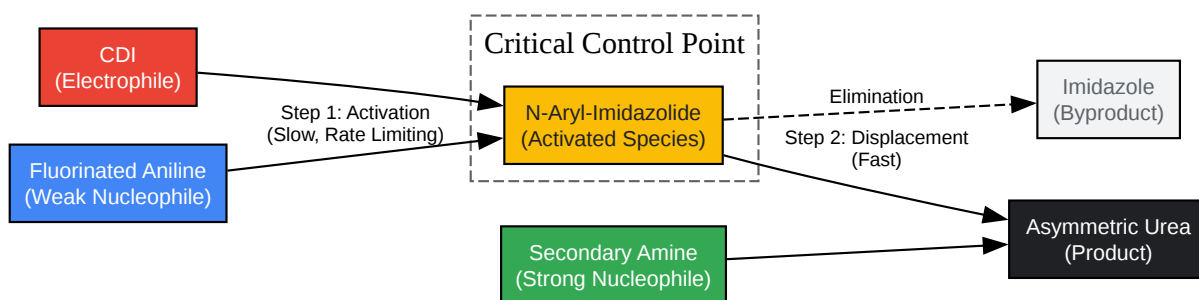 CDI
(Electrophile)
Fluorinated Aniline
(Weak Nucleophile)
Step 1: Activation
(Slow, Rate Limiting)
Critical Control Point
N-Aryl-Imidazolide
(Activated Species)
Elimination
Step 2: Displacement
(Fast)
Secondary Amine
(Strong Nucleophile)
Imidazole
(Byproduct)
Asymmetric Urea
(Product)